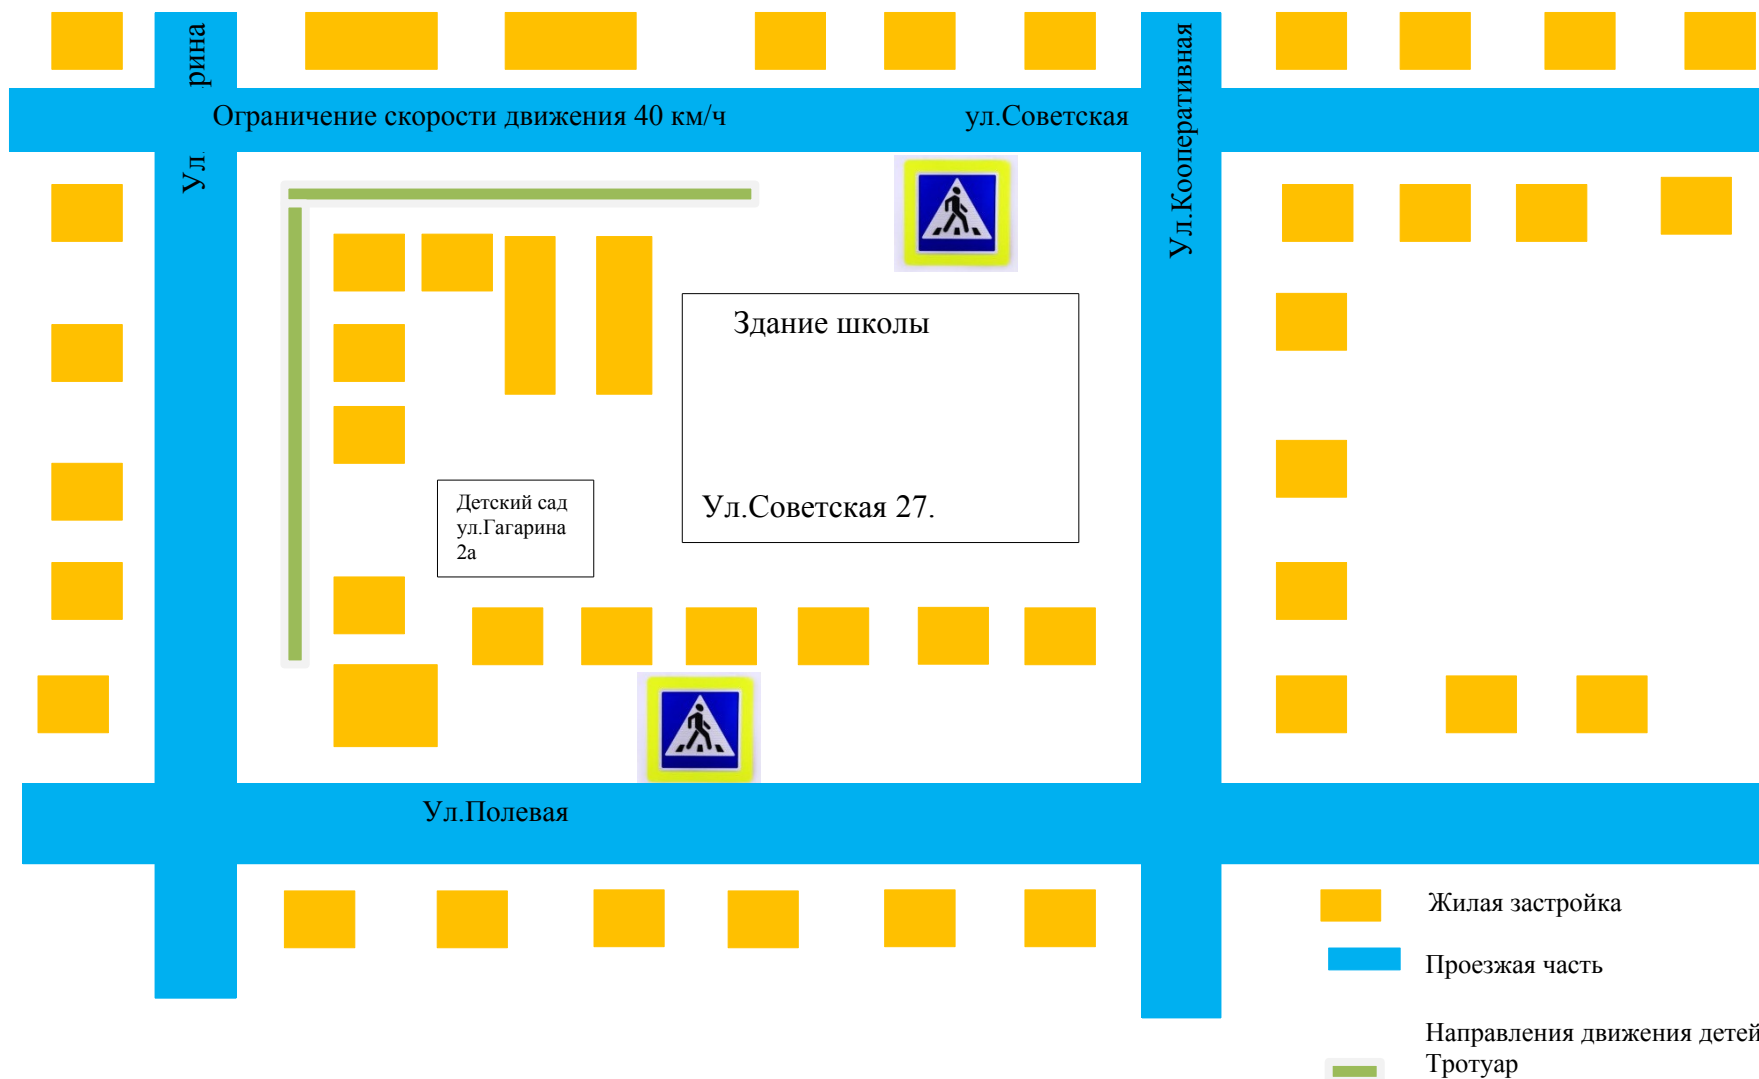 Ул. рина
Ограничение скорости движения 40 км/ч
ул.Советская
Ул.Кооперативная
Здание школы
Ул.Советская 27.
Детский сад
ул.Гагарина
2а
Ул.Полевая
Жилая застройка
Проезжая часть
Направления движения детей
Тротуар